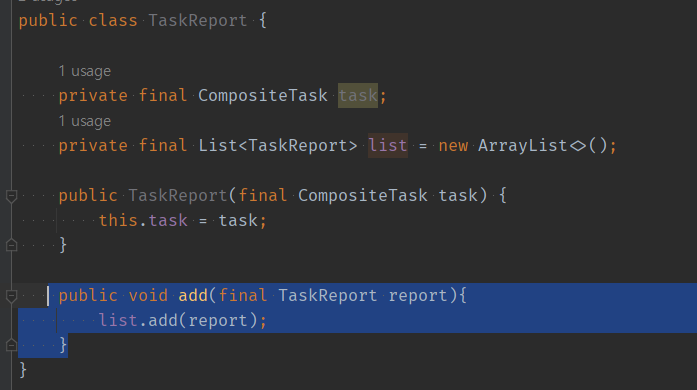 public class TaskReport {
1 usage
private final CompositeTask task;
1 usage
private final List<TaskReport> list = new ArrayList<>();
public TaskReport(final CompositeTask task) {
this.task = task;
}
public void add(final TaskReport report){
list.add(report);
}
}